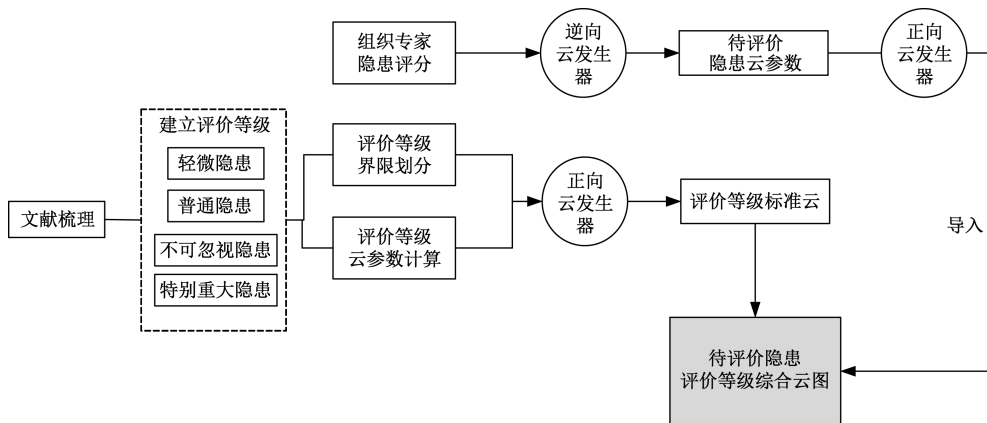 组织专家
隐患评分
逆向
云发生
器
待评价
隐患云参数
正向
云发生
器
建立评价等级
轻微隐患
普通隐患
不可忽视隐患
特别重大隐患
文献梳理
评价等级
界限划分
评价等级
云参数计算
正向
云发生
器
评价等级标准云
导入
待评价隐患
评价等级综合云图